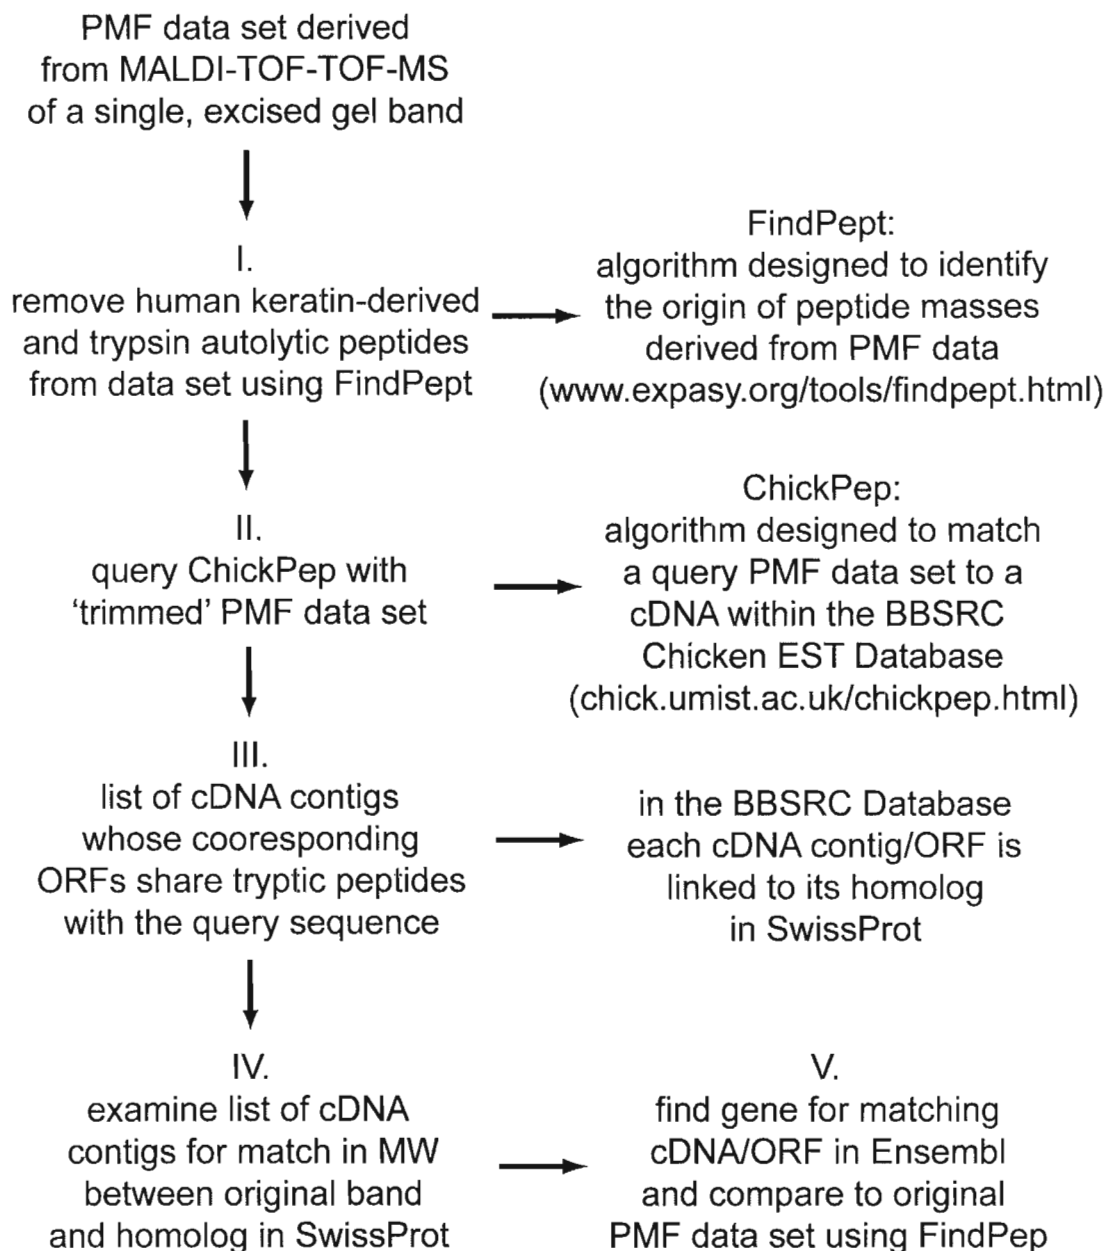 PMF data set derived
from MALDI-TOF-TOF-MS
of a single, excised gel band
I.
remove human keratin-derived
and trypsin autolytic peptides
from data set using FindPept
FindPept:
algorithm designed to identify
the origin of peptide masses
derived from PMF data
(www.expasy.org/tools/findpept.html)
II.
query ChickPep with
‘trimmed’ PMF data set
ChickPep:
algorithm designed to match
a query PMF data set to a
cDNA within the BBSRC
Chicken EST Database
(chick.umist.ac.uk/chickpep.html)
III.
list of cDNA contigs
whose cooresponding
ORFs share tryptic peptides
with the query sequence
in the BBSRC Database
each cDNA contig/ORF is
linked to its homolog
in SwissProt
IV.
examine list of cDNA
contigs for match in MW
between original band
and homolog in SwissProt
V.
find gene for matching
cDNA/ORF in Ensembl
and compare to original
PMF data set using FindPep